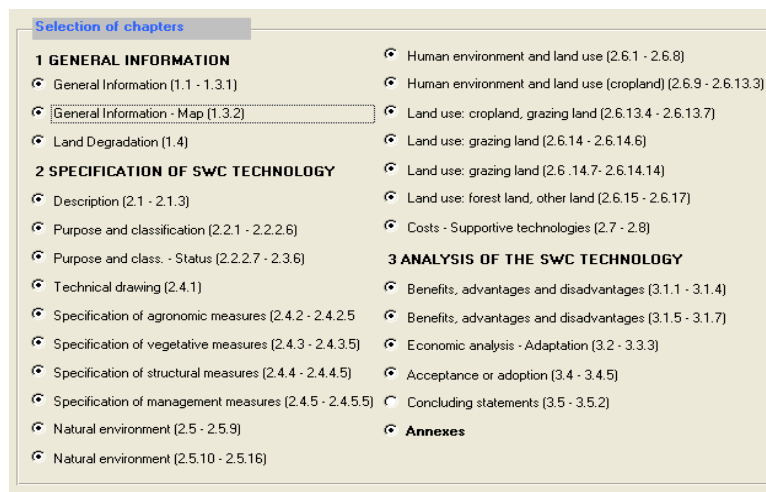 Selection of chapters
1 GENERAL INFORMATION
General Information (1.1 - 1.3.1)
General Information - Map (1.3.2)
Land Degradation (1.4)
2 SPECIFICATION OF SWC TECHNOLOGY
Description (2.1 - 2.1.3)
Purpose and classification (2.2.1 - 2.2.2.6)
Purpose and class. - Status (2.2.2.7 - 2.3.6)
Technical drawing (2.4.1)
Specification of agronomic measures (2.4.2 - 2.4.2.5
Specification of vegetative measures (2.4.3 - 2.4.3.5)
Specification of structural measures (2.4.4 - 2.4.4.5)
Specification of management measures (2.4.5 - 2.4.5.5)
Natural environment (2.5 - 2.5.9)
Natural environment (2.5.10 - 2.5.16)
Human environment and land use (2.6.1 - 2.6.8)
Human environment and land use (cropland) (2.6.9 - 2.6.13.3)
Land use: cropland, grazing land (2.6.13.4 - 2.6.13.7)
Land use: grazing land (2.6.14 - 2.6.14.6)
Land use: grazing land (2.6 .14.7- 2.6.14.14)
Land use: forest land, other land (2.6.15 - 2.6.17)
Costs - Supportive technologies (2.7 - 2.8)
3 ANALYSIS OF THE SWC TECHNOLOGY
Benefits, advantages and disadvantages (3.1.1 - 3.1.4)
Benefits, advantages and disadvantages (3.1.5 - 3.1.7)
Economic analysis - Adaptation (3.2 - 3.3.3)
Acceptance or adoption (3.4 - 3.4.5)
Concluding statements (3.5 - 3.5.2)
Annexes